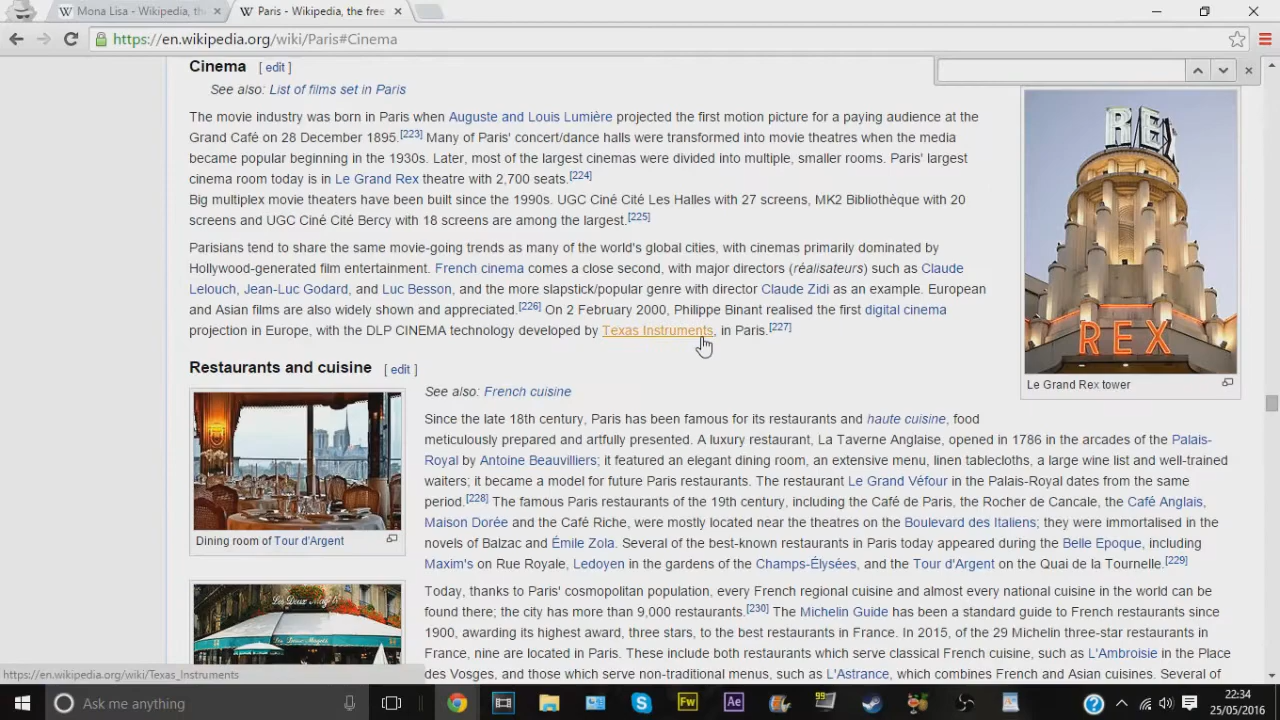 Mona Lisa - Wikipedia, th
Paris - Wikipedia, the free
https://en.wikipedia.org/wiki/Paris#Cinema
Cinema [ edit ]
See also: List of films set in Paris
The movie industry was born in Paris when Auguste and Louis Lumière projected the first motion picture for a paying audience at the
Grand Café on 28 December 1895.[223] Many of Paris' concert/dance halls were transformed into movie theatres when the media
became popular beginning in the 1930s. Later, most of the largest cinemas were divided into multiple, smaller rooms. Paris' largest
cinema room today is in Le Grand Rex theatre with 2,700 seats.[224]
Big multiplex movie theaters have been built since the 1990s. UGC Ciné Cité Les Halles with 27 screens, MK2 Bibliothèque with 20
screens and UGC Ciné Cité Bercy with 18 screens are among the largest.[225]
Parisians tend to share the same movie-going trends as many of the world's global cities, with cinemas primarily dominated by
Hollywood-generated film entertainment. French cinema comes a close second, with major directors (réalisateurs) such as Claude
Lelouch, Jean-Luc Godard, and Luc Besson, and the more slapstick/popular genre with director Claude Zidi as an example. European
and Asian films are also widely shown and appreciated.[226] On 2 February 2000, Philippe Binant realised the first digital cinema
projection in Europe, with the DLP CINEMA technology developed by Texas Instruments, in Paris.[227]
REX
REX
Le Grand Rex tower
Restaurants and cuisine [ edit ]
Dining room of Tour d'Argent
Les Deux Magots
See also: French cuisine
Since the late 18th century, Paris has been famous for its restaurants and haute cuisine, food
meticulously prepared and artfully presented. A luxury restaurant, La Taverne Anglaise, opened in 1786 in the arcades of the Palais-
Royal by Antoine Beauvilliers; it featured an elegant dining room, an extensive menu, linen tablecloths, a large wine list and well-trained
waiters; it became a model for future Paris restaurants. The restaurant Le Grand Véfour in the Palais-Royal dates from the same
period.[228] The famous Paris restaurants of the 19th century, including the Café de Paris, the Rocher de Cancale, the Café Anglais,
Maison Dorée and the Café Riche, were mostly located near the theatres on the Boulevard des Italiens; they were immortalised in the
novels of Balzac and Émile Zola. Several of the best-known restaurants in Paris today appeared during the Belle Epoque, including
Maxim's on Rue Royale, Ledoyen in the gardens of the Champs-Élysées, and the Tour d'Argent on the Quai de la Tournelle.[229]
Today, thanks to Paris' cosmopolitan population, every French regional cuisine and almost every national cuisine in the world can be
found there; the city has more than 9,000 restaurants.[230] The Michelin Guide has been a standard guide to French restaurants since
1900, awarding its highest award, three stars, to the best restaurants in France. In 2015, of the 29 Michelin three-star restaurants in
France, nine are located in Paris. These include both restaurants which serve classical French cuisine, such as L'Ambroisie in the Place
des Vosges, and those which serve non-traditional menus, such as L'Astrance, which combines French and Asian cuisines. Several of
https://en.wikipedia.org/wiki/Texas_Instruments
Ask me anything
Fw
Ae
99
22:34
25/05/2016